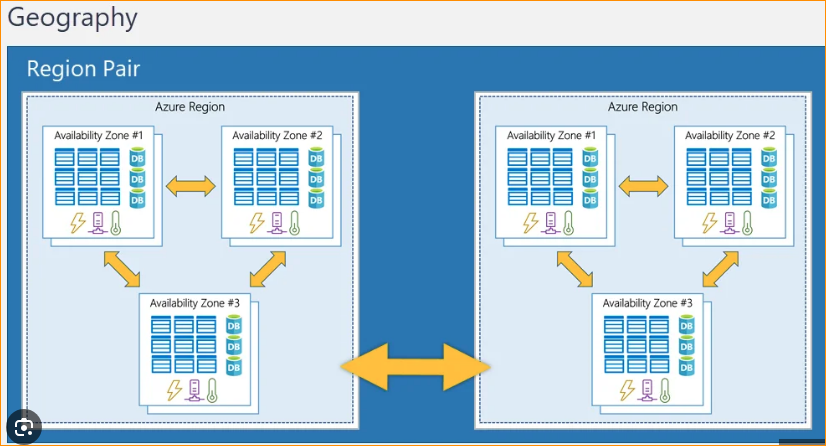 Geography
Region Pair
Azure Region
Availability Zone #1
Availability Zone #2
DB
DB
DB
DB
DB
DB
Availability Zone #3
DB
DB
DB
Azure Region
Availability Zone #1
Availability Zone #2
DB
DB
DB
DB
DB
DB
Availability Zone #3
DB
DB
DB